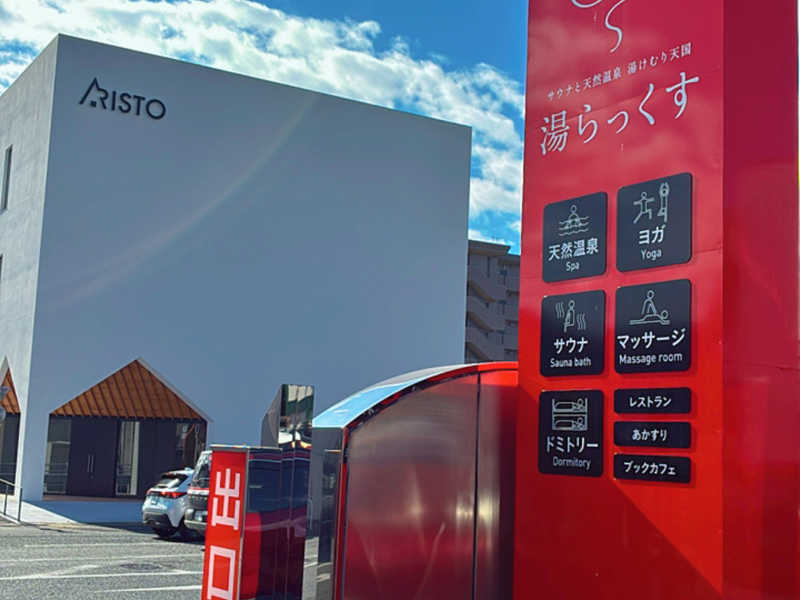 ARISTO
サウナと天然温泉 湯けむり天国
湯らっくす
天然温泉
Spa
ヨガ
Yoga
サウナ
Sauna bath
マッサージ
Massage room
ドミトリー
Dormitory
レストラン
あかすり
ブックカフェ
出口